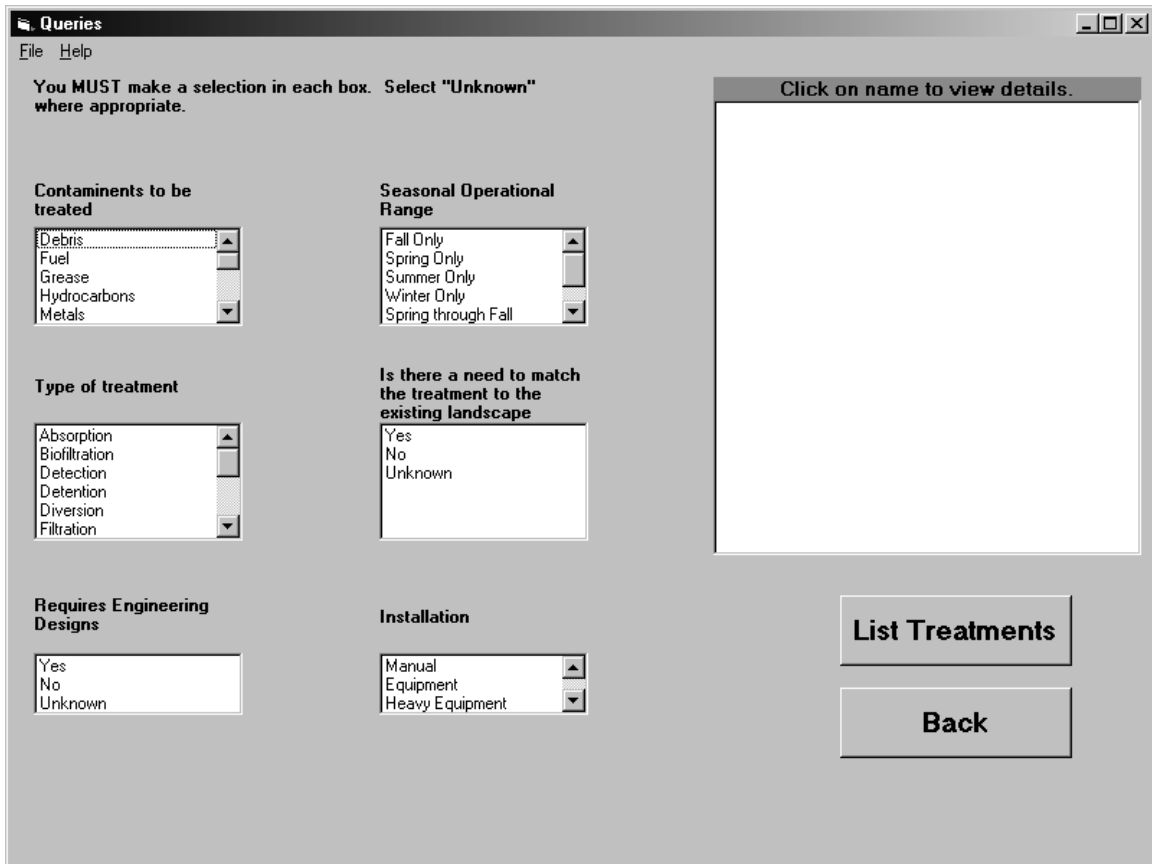 Queries
File Help
You MUST make a selection in each box. Select "Unknown"
where appropriate.
Click on name to view details.
Contaminents to be
treated
Debris
Fuel
Grease
Hydrocarbons
Metals
Seasonal Operational
Range
Fall Only
Spring Only
Summer Only
Winter Only
Spring through Fall
Type of treatment
Absorption
Biofiltration
Detection
Detention
Diversion
Filtration
Is there a need to match
the treatment to the
existing landscape
Yes
No
Unknown
Requires Engineering
Designs
Yes
No
Unknown
Installation
Manual
Equipment
Heavy Equipment
List Treatments
Back